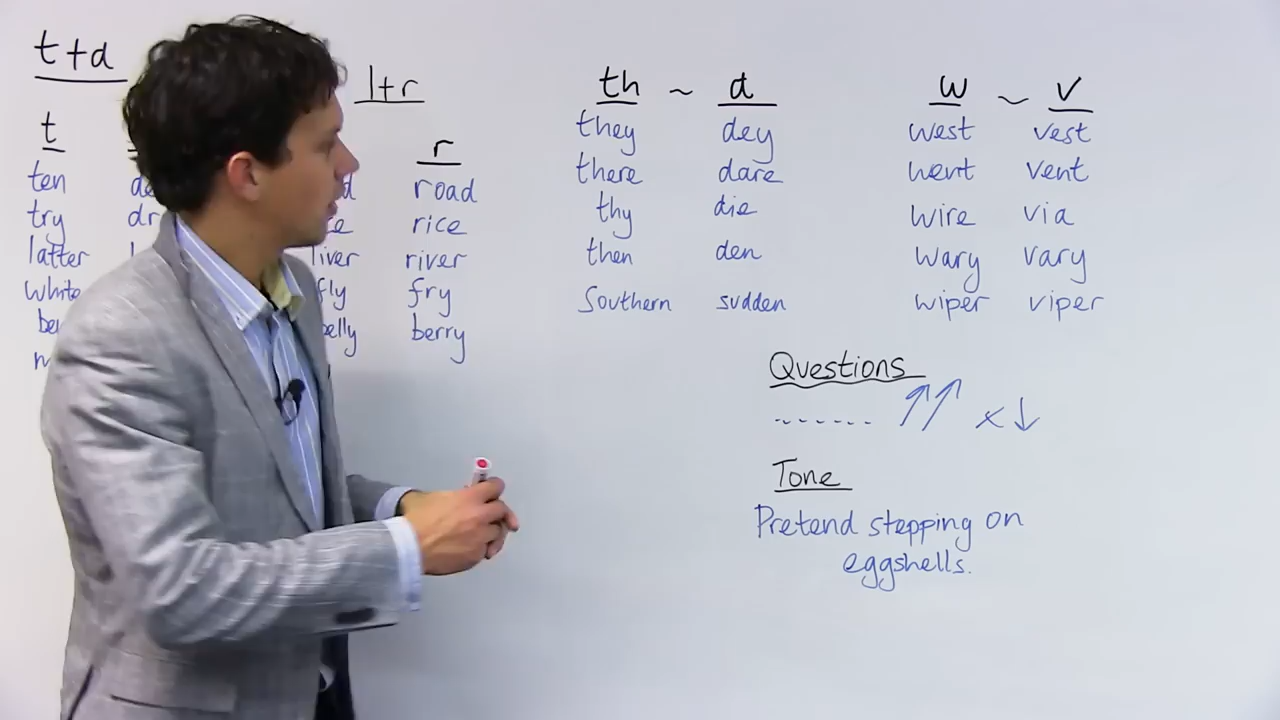 t+d
t
ten
try
latter
white
l+r
r
road
rice
liver river
fly fry
belly berry
th ~ d
they dey
there dare
thy die
then den
Southern sudden
w ~ v
west vest
went vent
wire via
wary vary
wiper viper
Questions
------- ↑↑ x ↓
Tone
Pretend stepping on
eggshells.